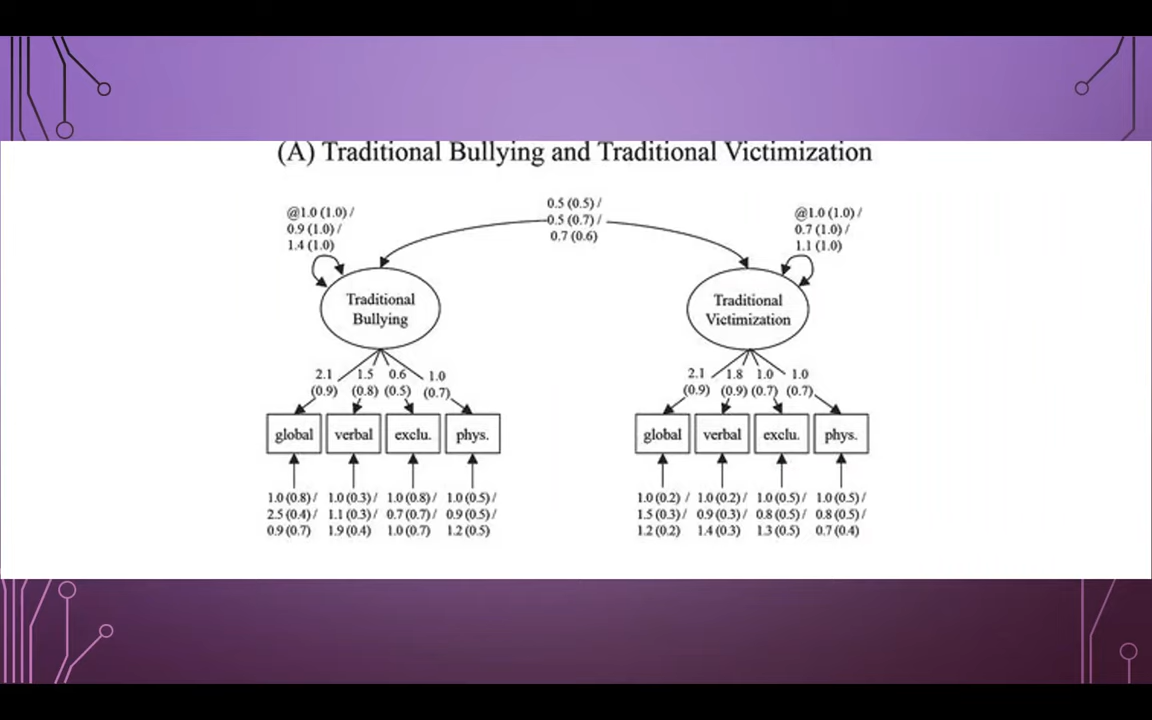 (A) Traditional Bullying and Traditional Victimization
0.5 (0.5) /
0.5 (0.7) /
0.7 (0.6)
@1.0 (1.0) /
0.9 (1.0) /
1.4 (1.0)
@1.0 (1.0) /
0.7 (1.0) /
1.1 (1.0)
Traditional
Bullying
Traditional
Victimization
2.1 1.5 0.6 1.0
(0.9) (0.8) (0.5) (0.7)
2.1 1.8 1.0 1.0
(0.9) (0.9) (0.7) (0.7)
global verbal exclu. phys.
global verbal exclu. phys.
1.0 (0.8) / 1.0 (0.3) / 1.0 (0.8) / 1.0 (0.5) /
2.5 (0.4) / 1.1 (0.3) / 0.7 (0.7) / 0.9 (0.5) /
0.9 (0.7) 1.9 (0.4) 1.0 (0.7) 1.2 (0.5)
1.0 (0.2) / 1.0 (0.2) / 1.0 (0.5) / 1.0 (0.5) /
1.5 (0.3) / 0.9 (0.3) / 0.8 (0.5) / 0.8 (0.5) /
1.2 (0.2) 1.4 (0.3) 1.3 (0.5) 0.7 (0.4)